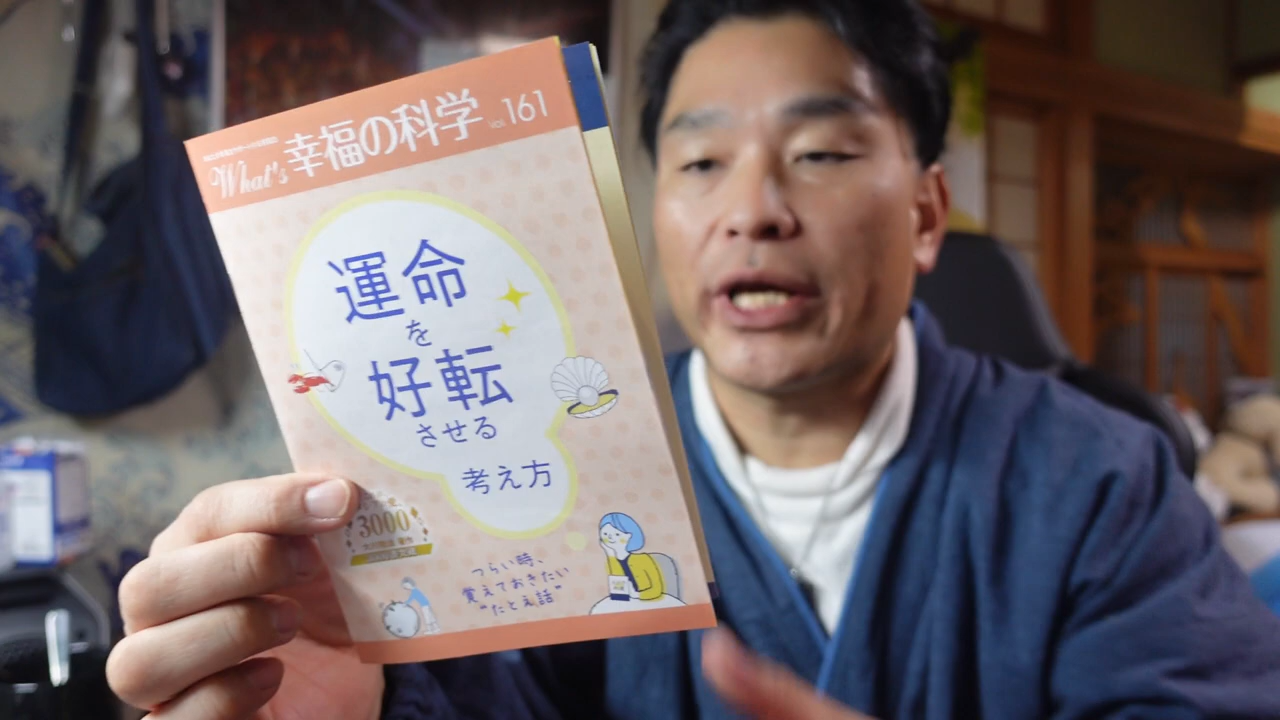 What's 幸福の科学 Vol.161
運命
を
好転
させる
考え方
3000
つらい時、
覚えておきたい
"たとえ話"